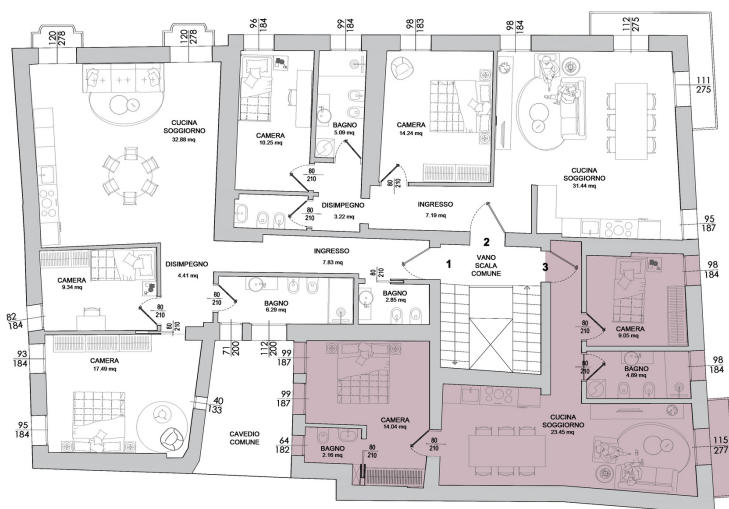 120
278
120
278
96
184
99
184
98
183
98
184
112
275
111
275
CUCINA
SOGGIORNO
32.88 mq
CAMERA
10.25 mq
BAGNO
5.09 mq
CAMERA
14.24 mq
CUCINA
SOGGIORNO
31.44 mq
80
210
80
210
80
210
80
210
DISIMPEGNO
3.22 mq
INGRESSO
7.19 mq
95
187
INGRESSO
7.83 mq
1
2
VANO
SCALA
COMUNE
3
80
210
DISIMPEGNO
4.41 mq
CAMERA
9.34 mq
80
210
80
210
80
210
80
210
BAGNO
6.29 mq
BAGNO
2.85 mq
82
184
98
184
CAMERA
9.05 mq
80
210
80
210
BAGNO
4.89 mq
98
184
93
184
CAMERA
17.49 mq
71
200
112
200
99
187
99
187
95
184
40
133
CAVEDIO
COMUNE
64
182
CAMERA
14.04 mq
BAGNO
2.16 mq
80
210
80
210
CUCINA
SOGGIORNO
23.45 mq
115
277